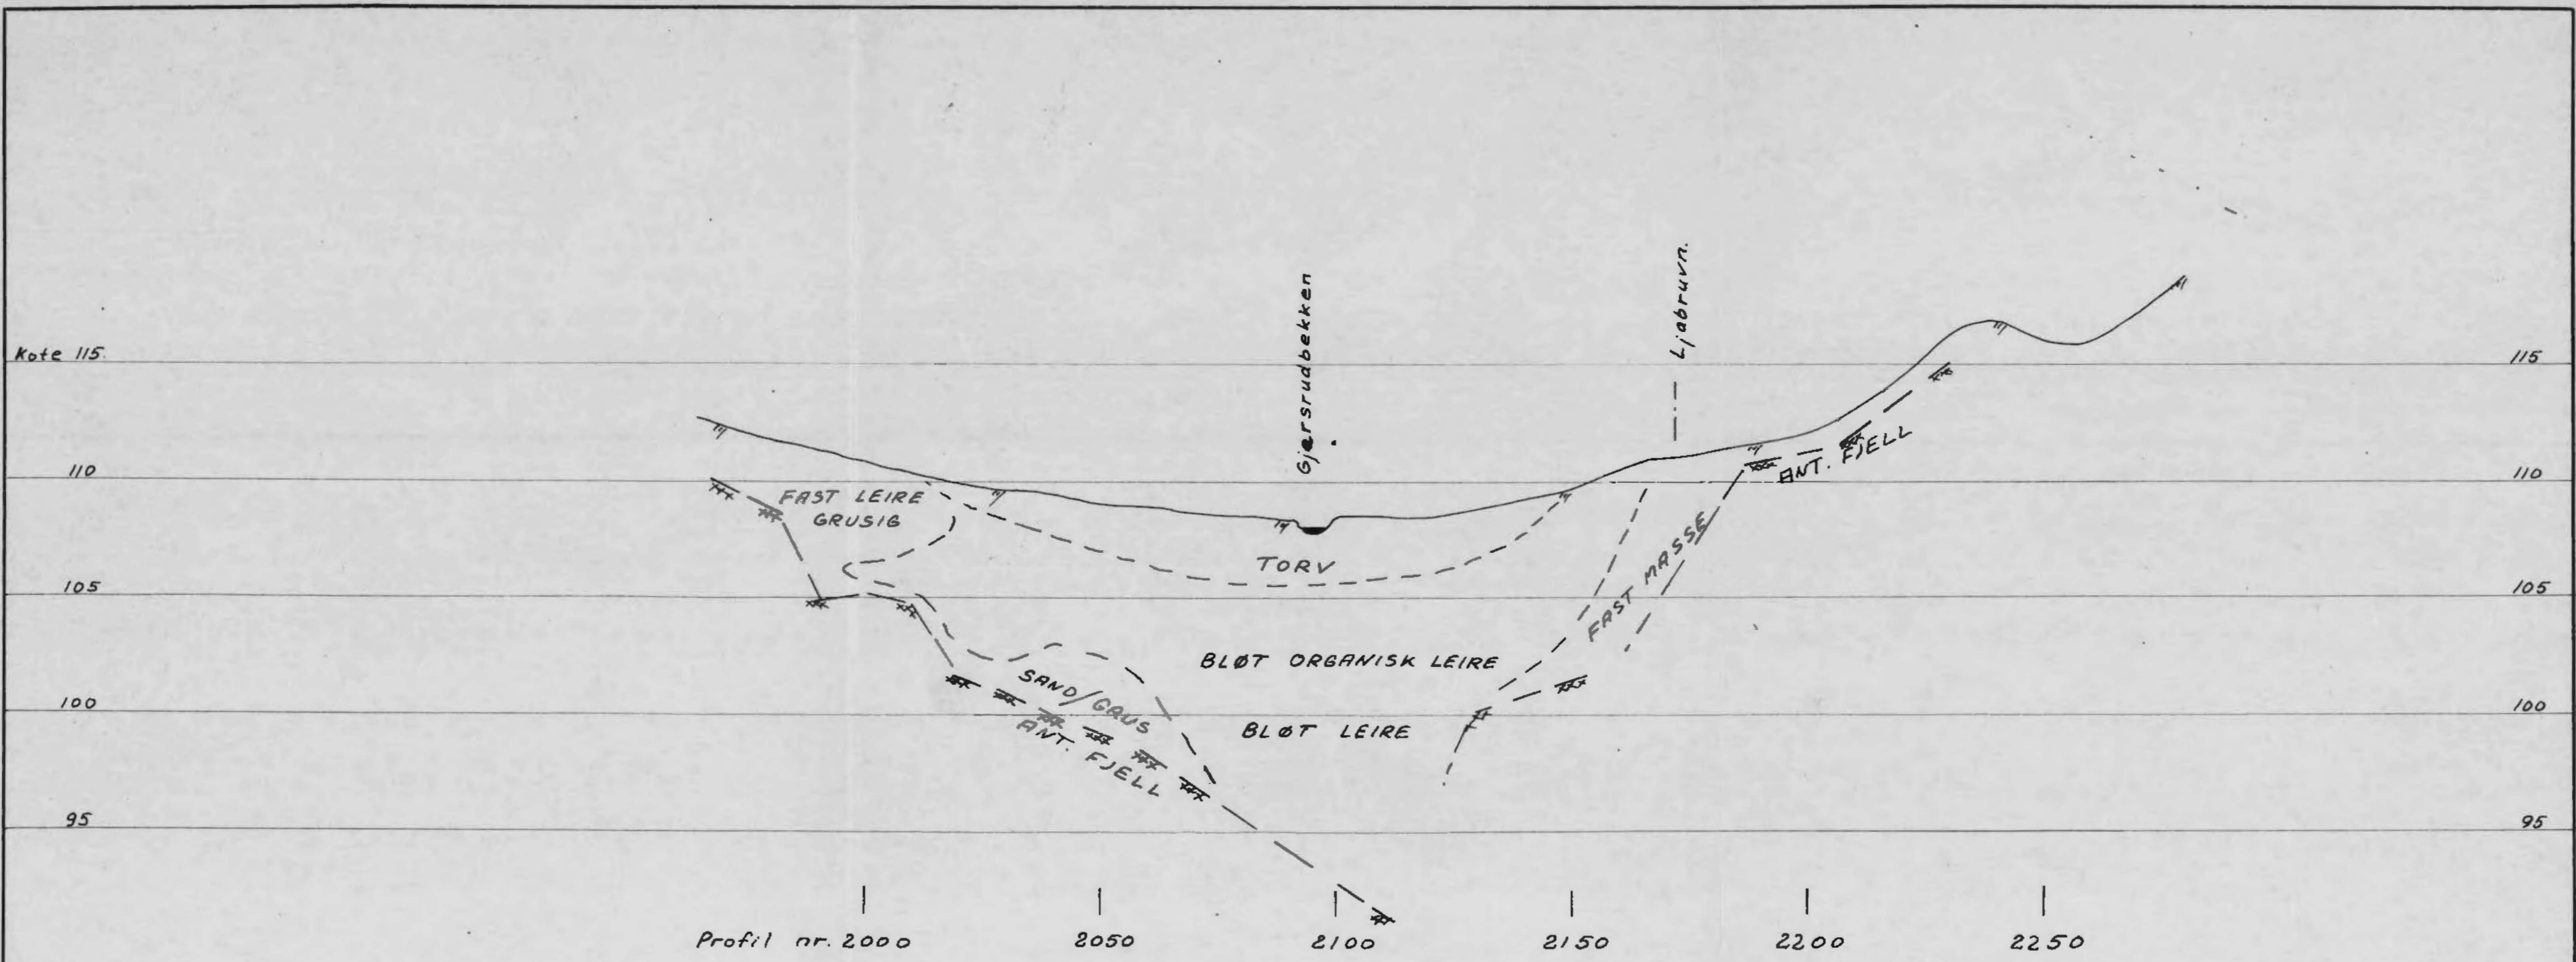 Gjersrudbekken
Ljabruvn.
Kote 115.
115
110
110
ANT. FJELL
FAST LEIRE
GRUSIG
TORV
FAST MASSE
105
105
BLØT ORGANISK LEIRE
SAND/GRUS
100
100
ANT. FJELL
BLØT LEIRE
95
95
Profil nr. 2000 2050 2100 2150 2200 2250